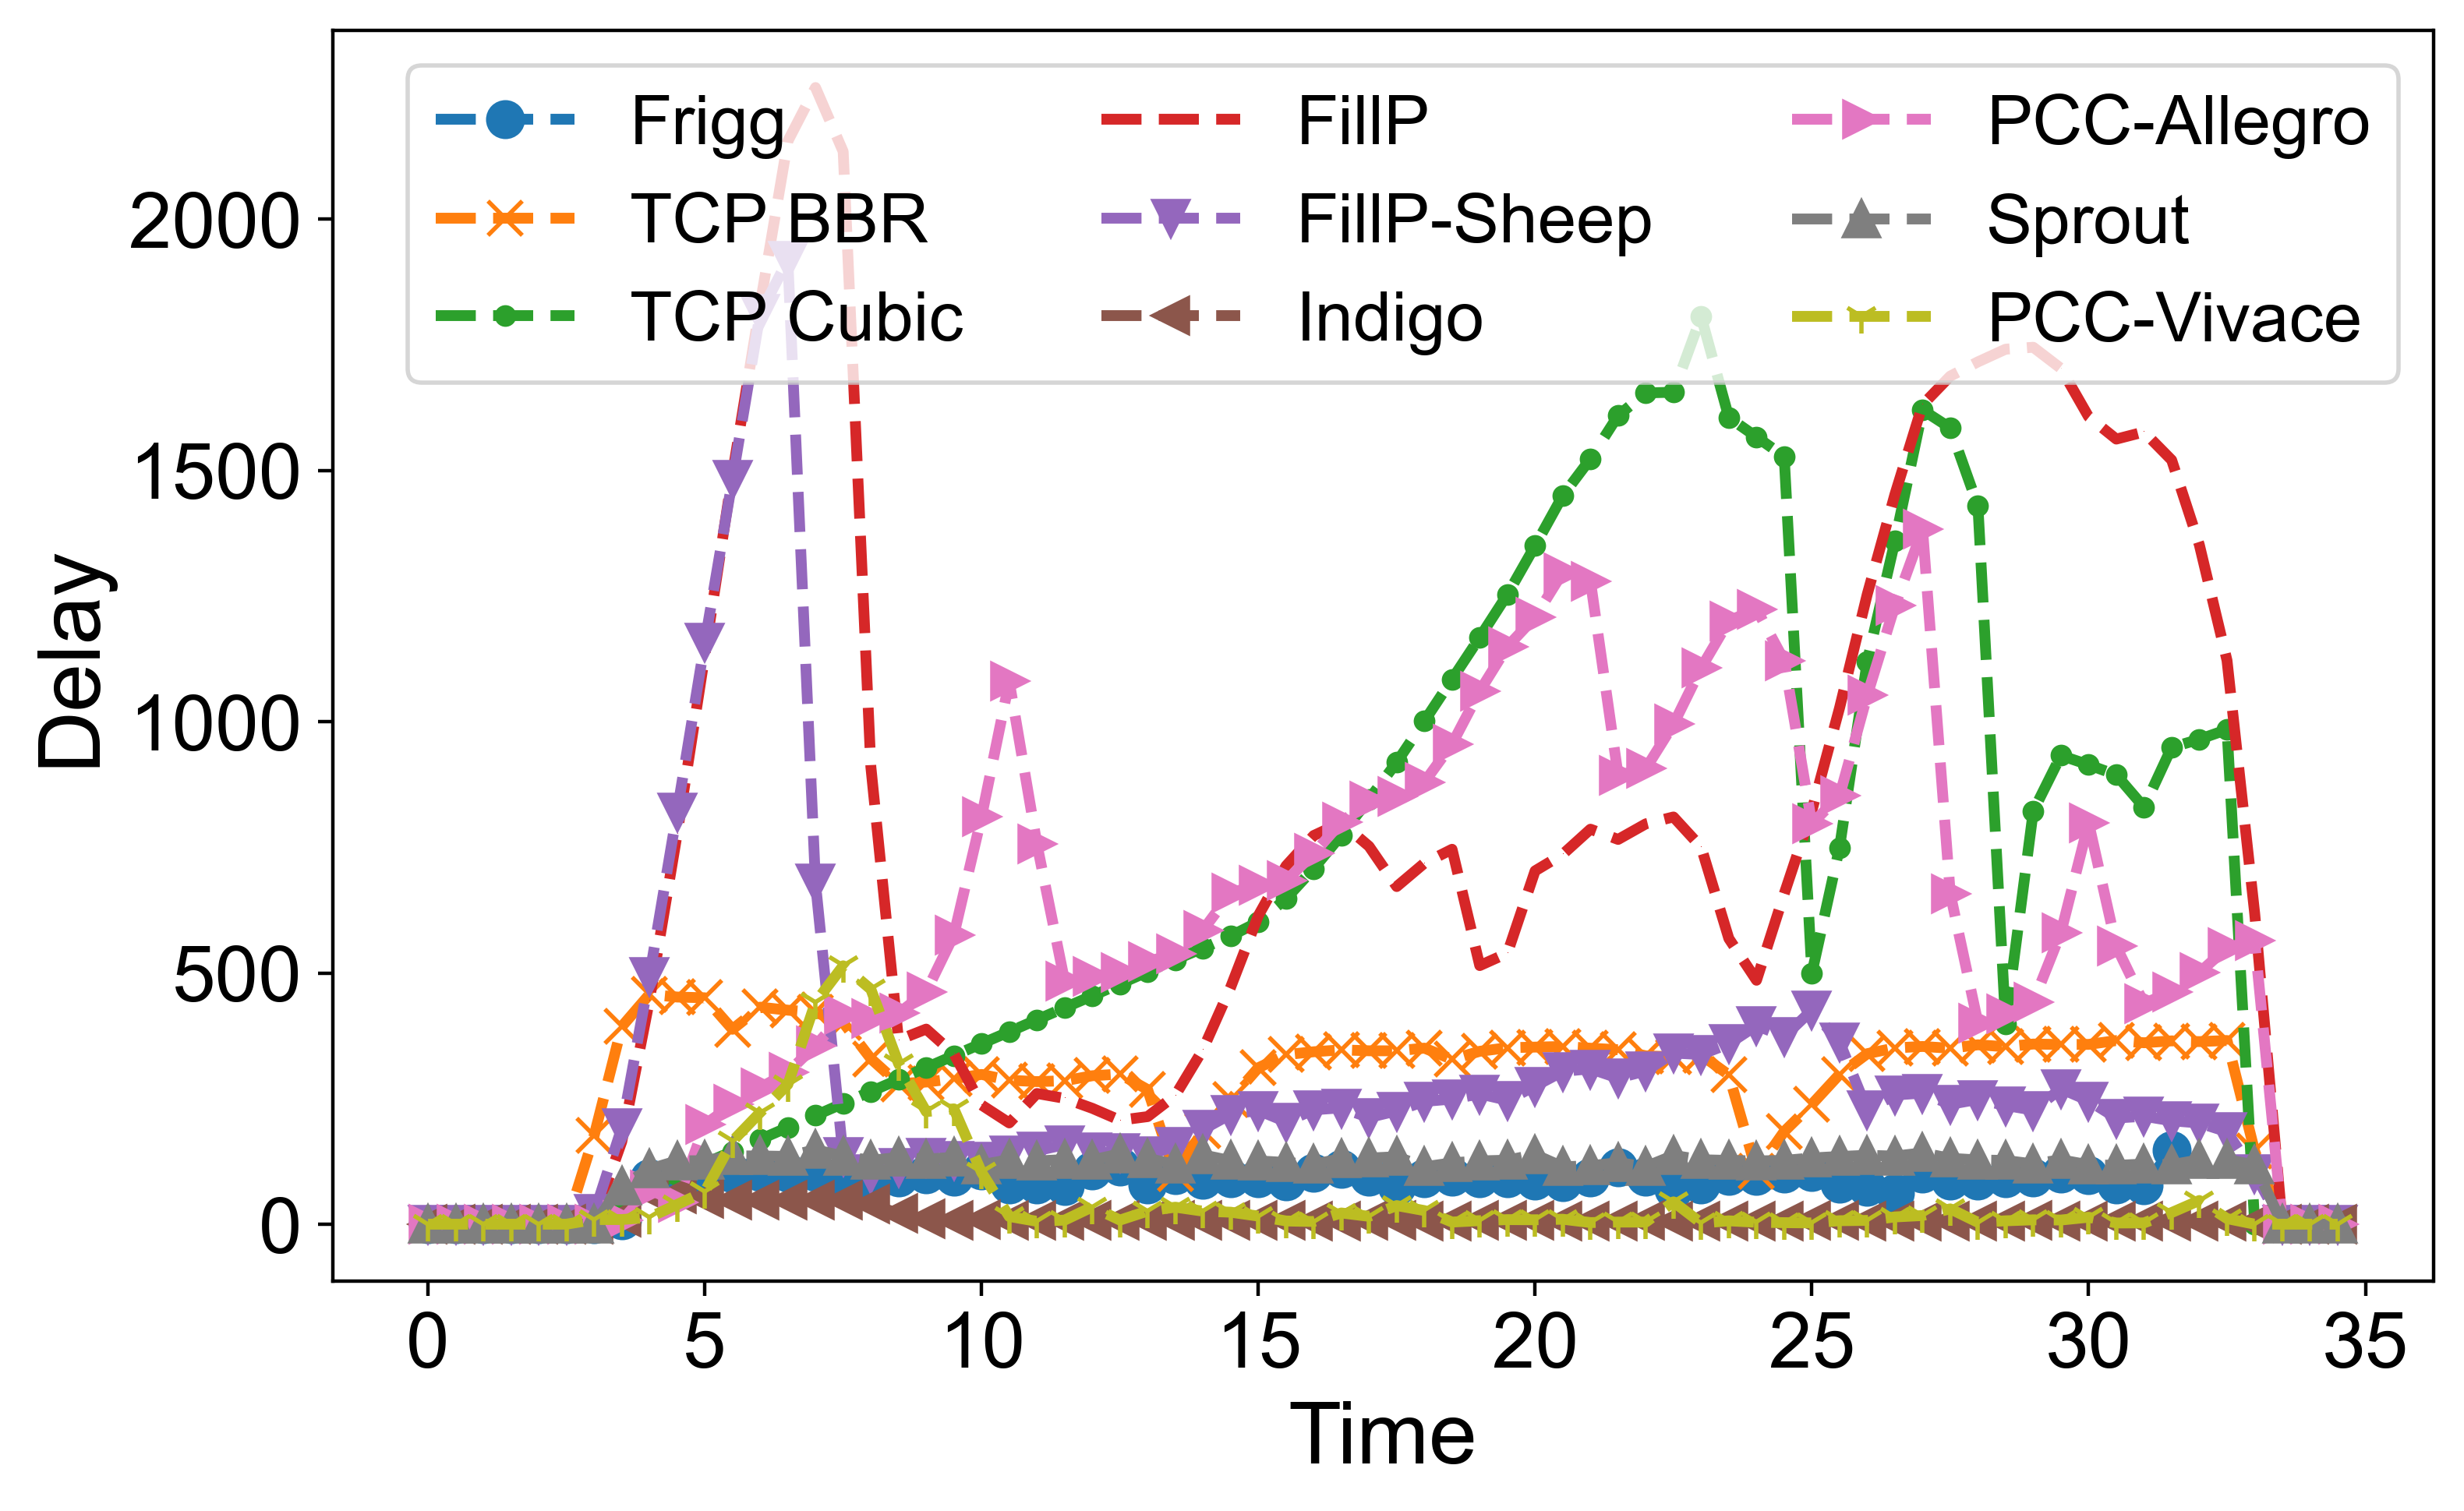 Frigg
TCP BBR
TCP Cubic
FillP
FillP-Sheep
Indigo
PCC-Allegro
Sprout
PCC-Vivace
Delay
2000
1500
1000
500
0
0 5 10 15 20 25 30 35
Time